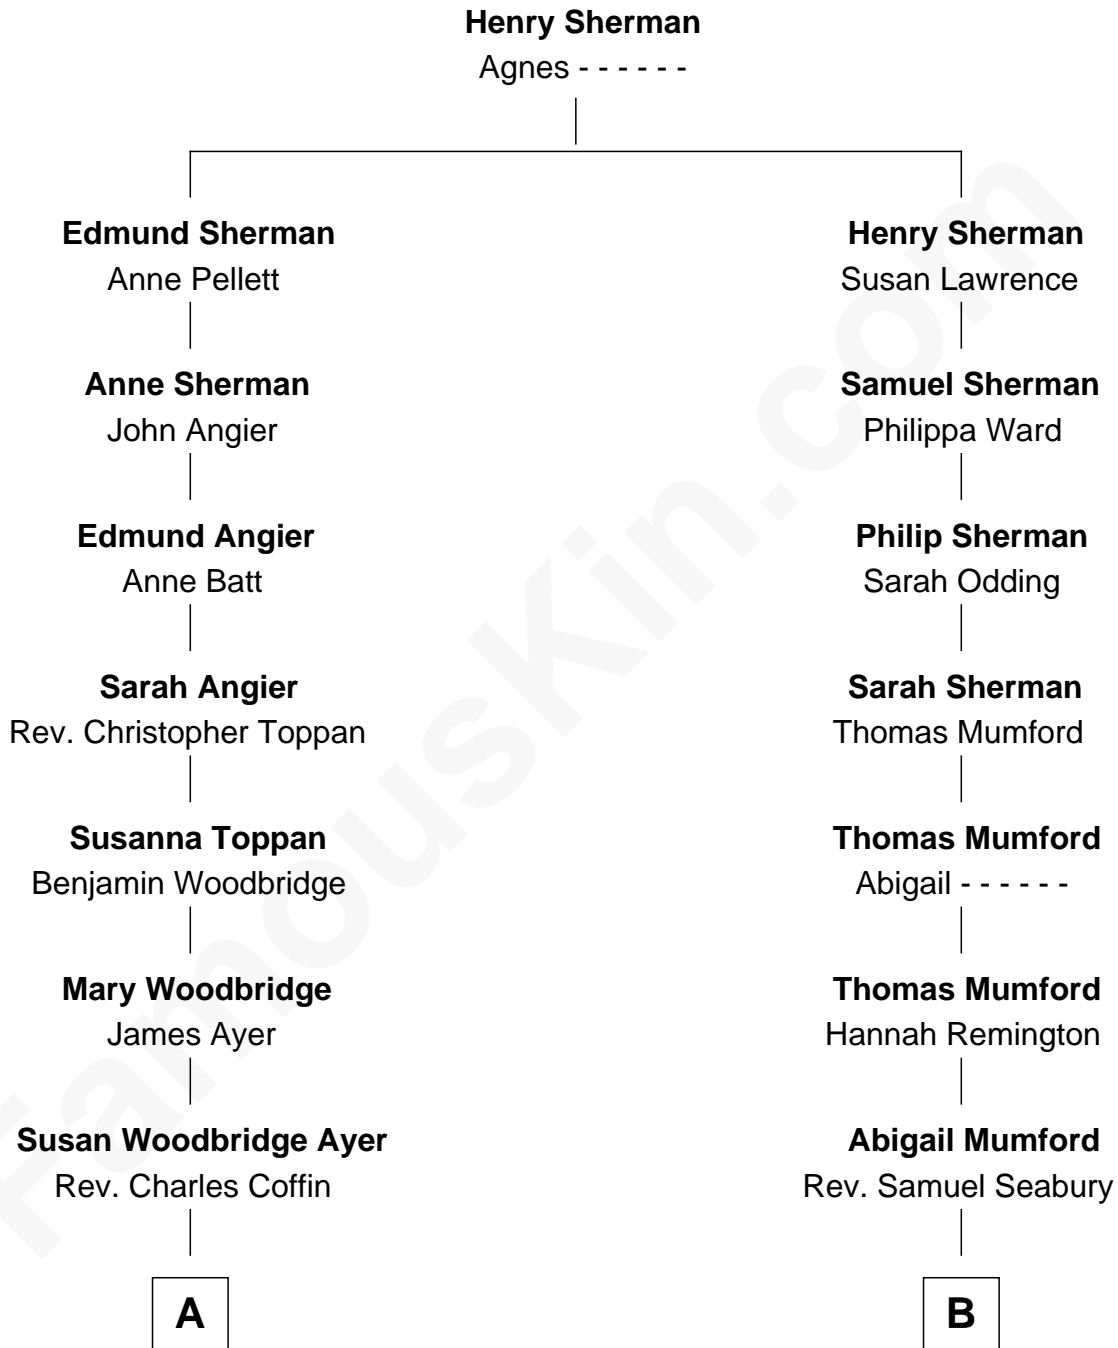 Henry Sherman
Agnes - - - - - -
Edmund Sherman
Anne Pellett
Henry Sherman
Susan Lawrence
Anne Sherman
John Angier
Samuel Sherman
Philippa Ward
Edmund Angier
Anne Batt
Philip Sherman
Sarah Odding
Sarah Angier
Rev. Christopher Toppan
Sarah Sherman
Thomas Mumford
Susanna Toppan
Benjamin Woodbridge
Thomas Mumford
Abigail - - - - - -
Mary Woodbridge
James Ayer
Thomas Mumford
Hannah Remington
Susan Woodbridge Ayer
Rev. Charles Coffin
Abigail Mumford
Rev. Samuel Seabury
A
B
FamousKin.com